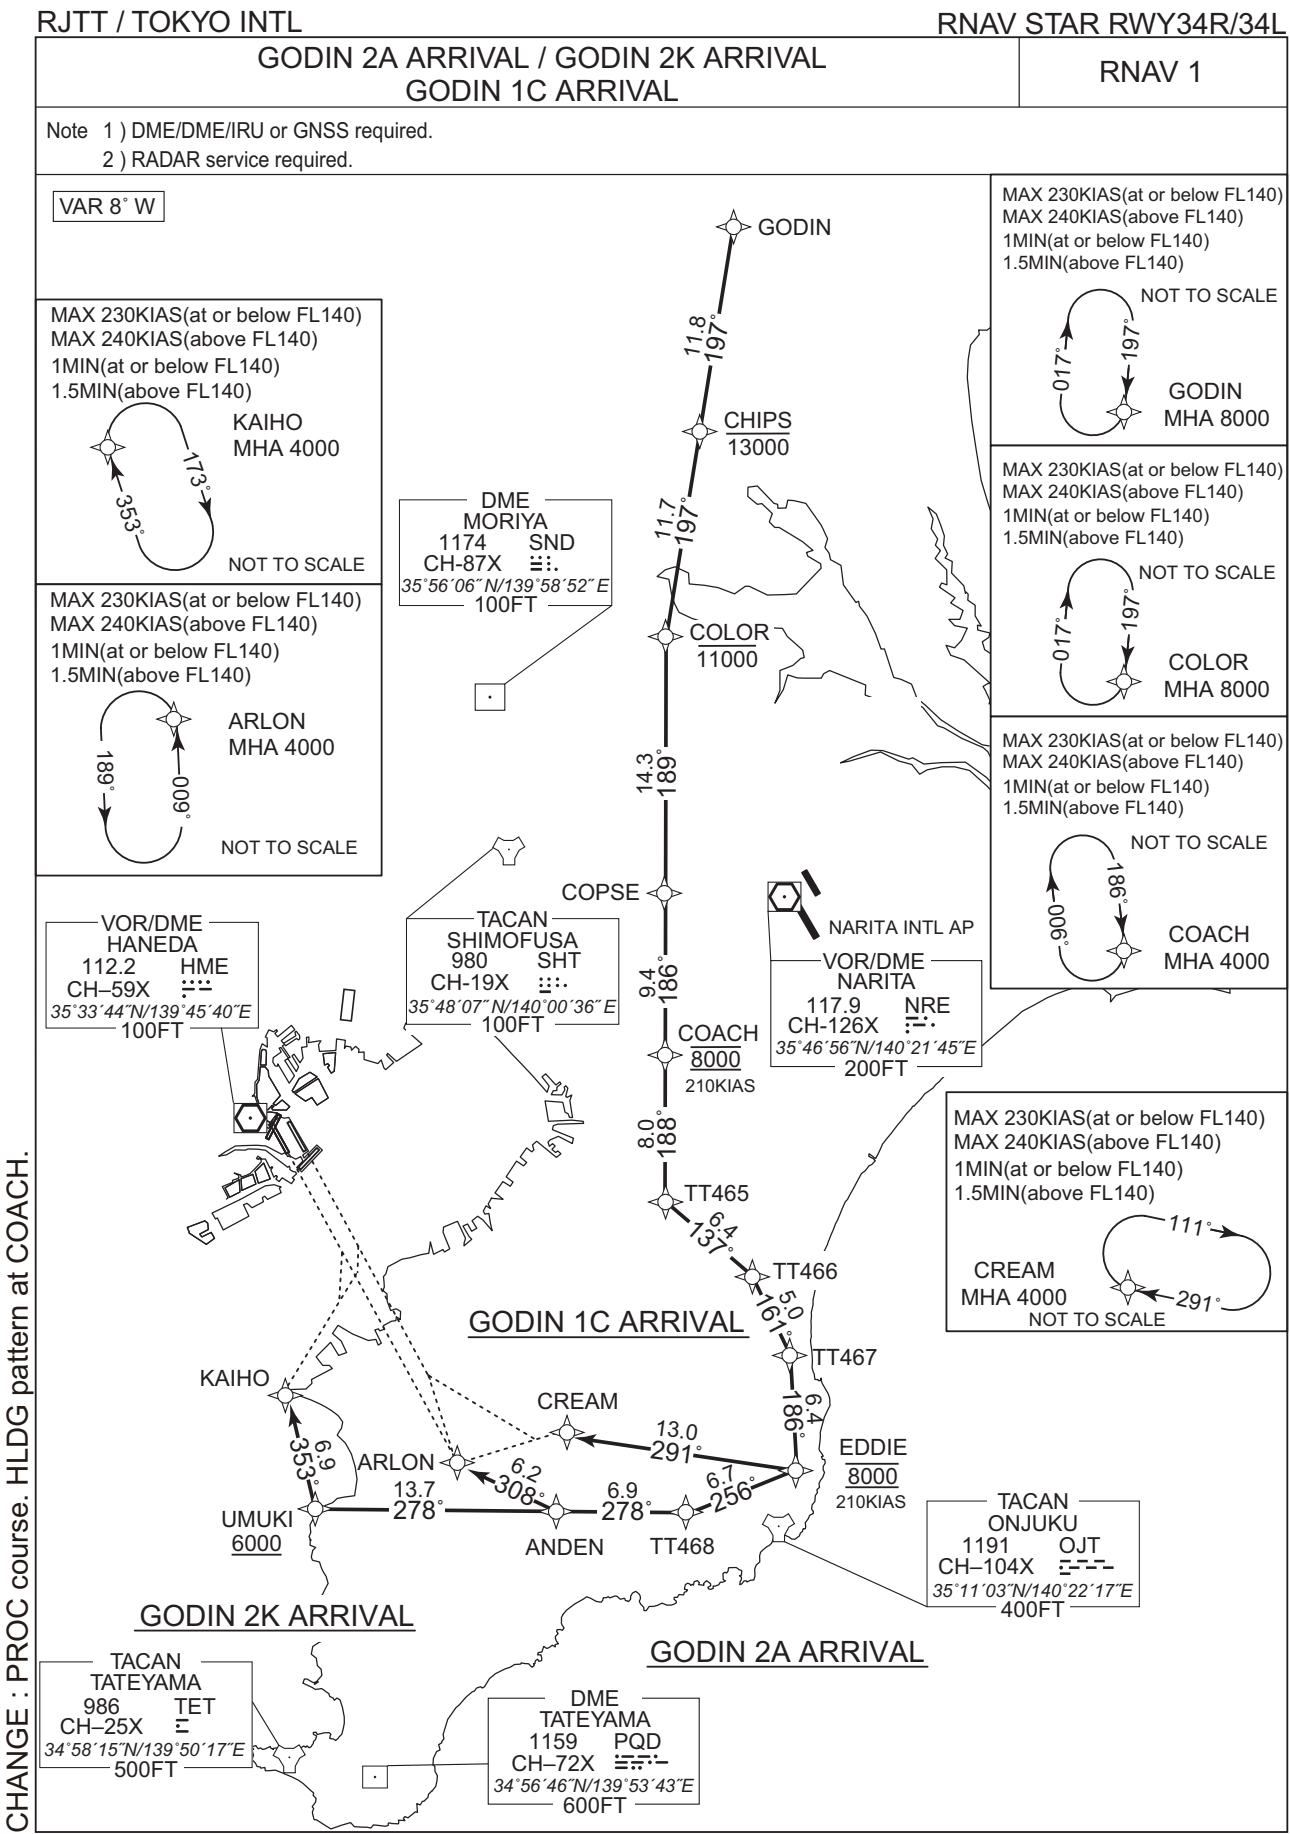 RJTT / TOKYO INTL
RNAV STAR RWY34R/34L
GODIN 2A ARRIVAL / GODIN 2K ARRIVAL
GODIN 1C ARRIVAL
RNAV 1
Note 1 ) DME/DME/IRU or GNSS required.
2 ) RADAR service required.
VAR 8° W
MAX 230KIAS(at or below FL140)
MAX 240KIAS(above FL140)
1MIN(at or below FL140)
1.5MIN(above FL140)
NOT TO SCALE
017°
197°
GODIN
MHA 8000
GODIN
11.8
197°
MAX 230KIAS(at or below FL140)
MAX 240KIAS(above FL140)
1MIN(at or below FL140)
1.5MIN(above FL140)
KAIHO
MHA 4000
173°
353°
NOT TO SCALE
CHIPS
13000
11.7
197°
MAX 230KIAS(at or below FL140)
MAX 240KIAS(above FL140)
1MIN(at or below FL140)
1.5MIN(above FL140)
NOT TO SCALE
017°
197°
COLOR
MHA 8000
DME
MORIYA
1174 SND
CH-87X
35°56´06˝N/139°58´52˝E
100FT
MAX 230KIAS(at or below FL140)
MAX 240KIAS(above FL140)
1MIN(at or below FL140)
1.5MIN(above FL140)
ARLON
MHA 4000
189°
009°
NOT TO SCALE
COLOR
11000
14.3
189°
MAX 230KIAS(at or below FL140)
MAX 240KIAS(above FL140)
1MIN(at or below FL140)
1.5MIN(above FL140)
NOT TO SCALE
186°
006°
COACH
MHA 4000
COPSE
NARITA INTL AP
VOR/DME
HANEDA
112.2 HME
CH–59X
35°33´44˝N/139°45´40˝E
100FT
TACAN
SHIMOFUSA
980 SHT
CH-19X
35°48´07˝N/140°00´36˝E
100FT
9.4
186°
VOR/DME
NARITA
117.9 NRE
CH-126X
35°46´56˝N/140°21´45˝E
200FT
COACH
8000
210KIAS
8.0
188°
MAX 230KIAS(at or below FL140)
MAX 240KIAS(above FL140)
1MIN(at or below FL140)
1.5MIN(above FL140)
111°
CREAM
MHA 4000
291°
NOT TO SCALE
TT465
6.4
137°
TT466
5.0
161°
GODIN 1C ARRIVAL
TT467
KAIHO
CREAM
6.4
186°
13.0
291°
EDDIE
8000
210KIAS
6.9
353°
ARLON
6.2
308°
6.7
256°
13.7
278°
6.9
278°
UMUKI
6000
ANDEN
TT468
TACAN
ONJUKU
1191 OJT
CH–104X
35°11´03˝N/140°22´17˝E
400FT
GODIN 2K ARRIVAL
GODIN 2A ARRIVAL
TACAN
TATEYAMA
986 TET
CH–25X
34°58´15˝N/139°50´17˝E
500FT
DME
TATEYAMA
1159 PQD
CH–72X
34°56´46˝N/139°53´43˝E
600FT
CHANGE : PROC course. HLDG pattern at COACH.